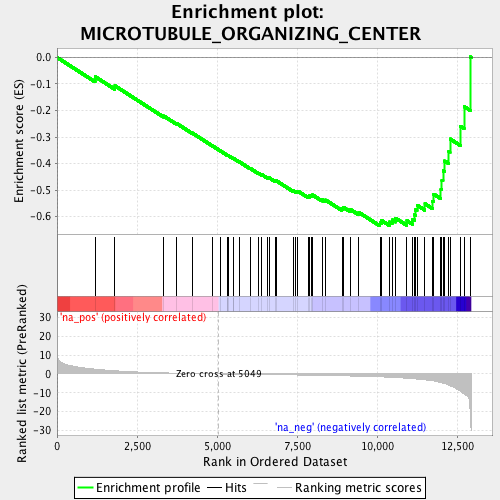 Enrichment plot:
MICROTUBULE_ORGANIZING_CENTER
Enrichment score (ES)
0.0
-0.1
-0.2
-0.3
-0.4
-0.5
-0.6
'na_pos' (positively correlated)
Ranked list metric (PreRanked)
30
20
10
0
-10
-20
-30
Zero cross at 5049
'na_neg' (negatively correlated)
0
2,500
5,000
7,500
10,000
12,500
Rank in Ordered Dataset
Enrichment profile
Hits
Ranking metric scores